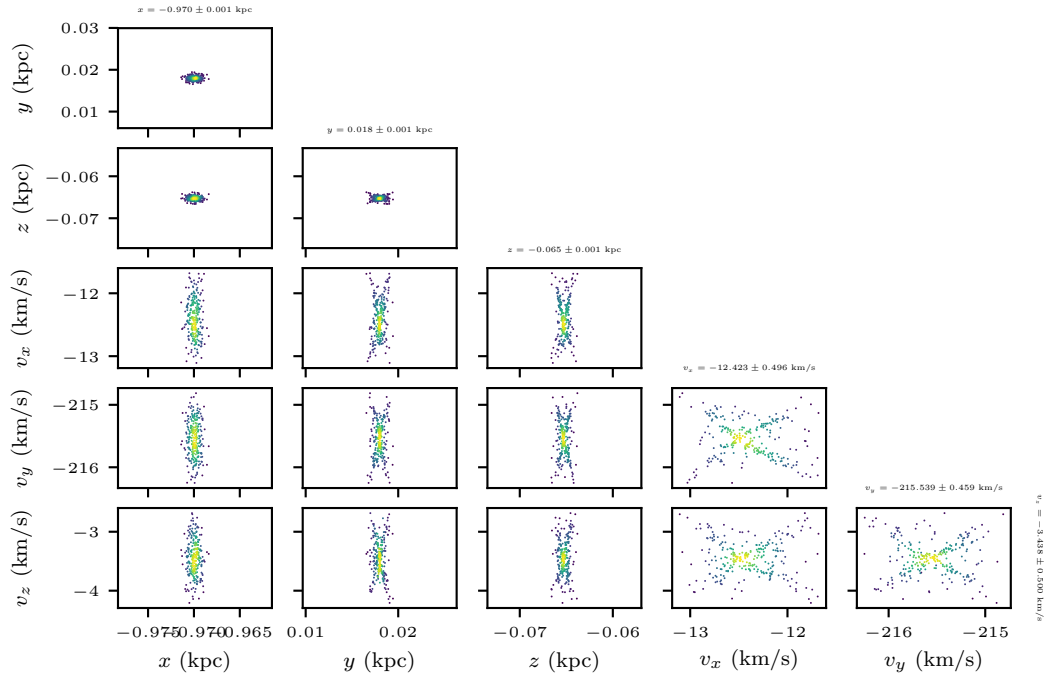 x = −0.970 ± 0.001 kpc
0.03
0.02
0.01
y (kpc)
y = 0.018 ± 0.001 kpc
−0.06
−0.07
z (kpc)
z = −0.065 ± 0.001 kpc
−12
−13
v_x (km/s)
v_x = −12.423 ± 0.496 km/s
−215
−216
v_y (km/s)
v_y = −215.539 ± 0.459 km/s
v_z = −3.438 ± 0.500 km/s
−3
−4
v_z (km/s)
−0.975 −0.970 −0.965 0.01 0.02 −0.07 −0.06 −13 −12 −216 −215
x (kpc) y (kpc) z (kpc) v_x (km/s) v_y (km/s)